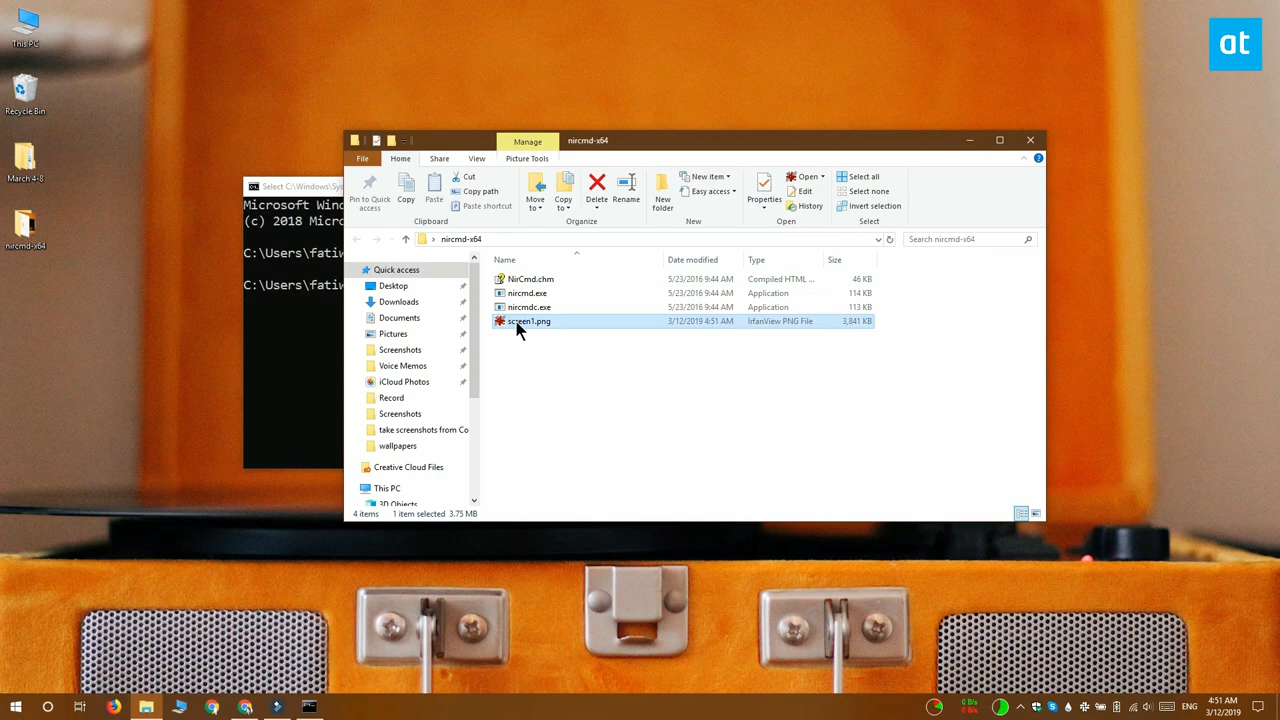 This PC
Recycle Bin
March 4-8
nircmd-x64
at
Select C:\Windows\Sys
Microsoft Wind
(c) 2018 Micro
C:\Users\fatiw
C:\Users\fatiw
Manage
nircmd-x64
File
Home
Share
View
Picture Tools
Pin to Quick
access
Copy
Paste
Cut
Copy path
Paste shortcut
Clipboard
Move
to
Copy
to
Delete
Rename
Organize
New
folder
New item
Easy access
New
Properties
Open
Edit
History
Open
Select all
Select none
Invert selection
Select
nircmd-x64
Search nircmd-x64
Quick access
Desktop
Downloads
Documents
Pictures
Screenshots
Voice Memos
iCloud Photos
Record
Screenshots
take screenshots from Co
wallpapers
Creative Cloud Files
This PC
3D Objects
Name Date modified Type Size
NirCmd.chm 5/23/2016 9:44 AM Compiled HTML ... 46 KB
nircmd.exe 5/23/2016 9:44 AM Application 114 KB
nircmdc.exe 5/23/2016 9:44 AM Application 113 KB
screen1.png 3/12/2019 4:51 AM IrfanView PNG File 3,841 KB
4 items 1 item selected 3.75 MB
0 B/s
0 B/s
ENG
4:51 AM
3/12/2019